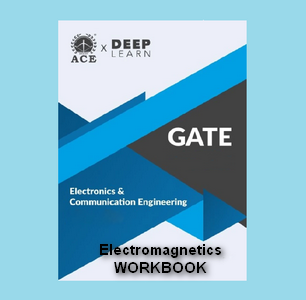 ACE x DEEP LEARN
GATE
Electronics &
Communication Engineering
Electromagnetics
WORKBOOK